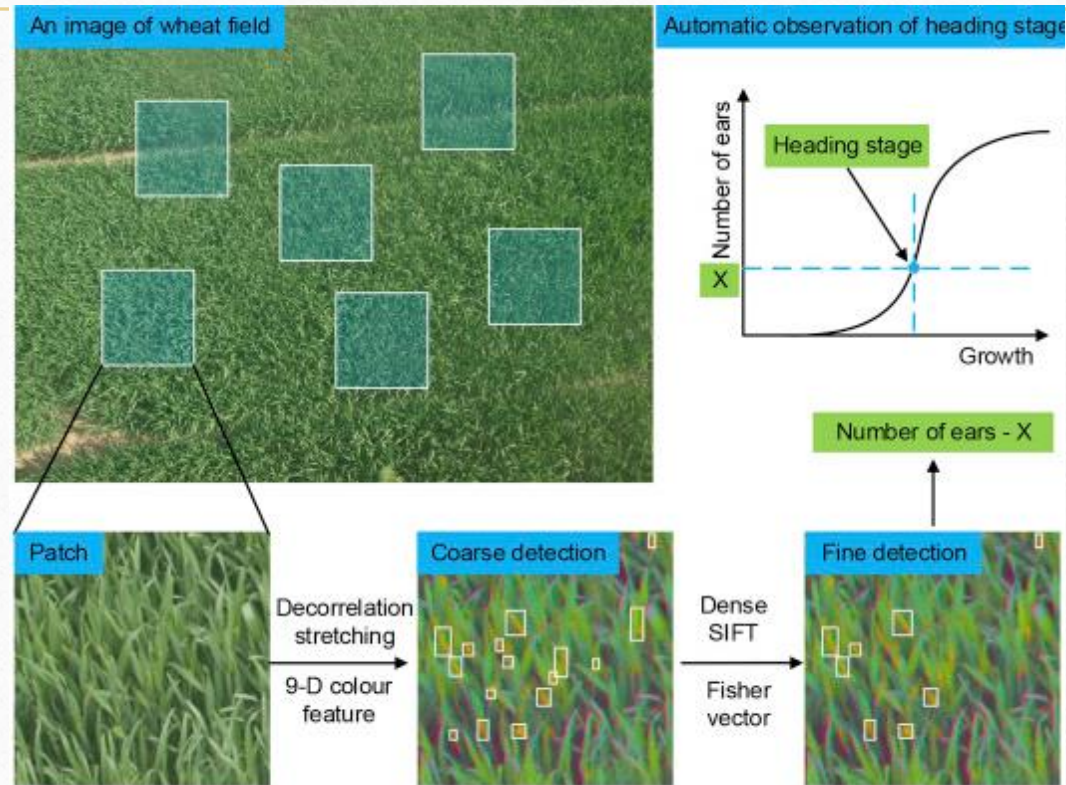 An image of wheat field
Automatic observation of heading stage
Number of ears
Heading stage
X
Growth
Number of ears - X
Patch
Decorrelation
stretching
9-D colour
feature
Coarse detection
Dense
SIFT
Fisher
vector
Fine detection